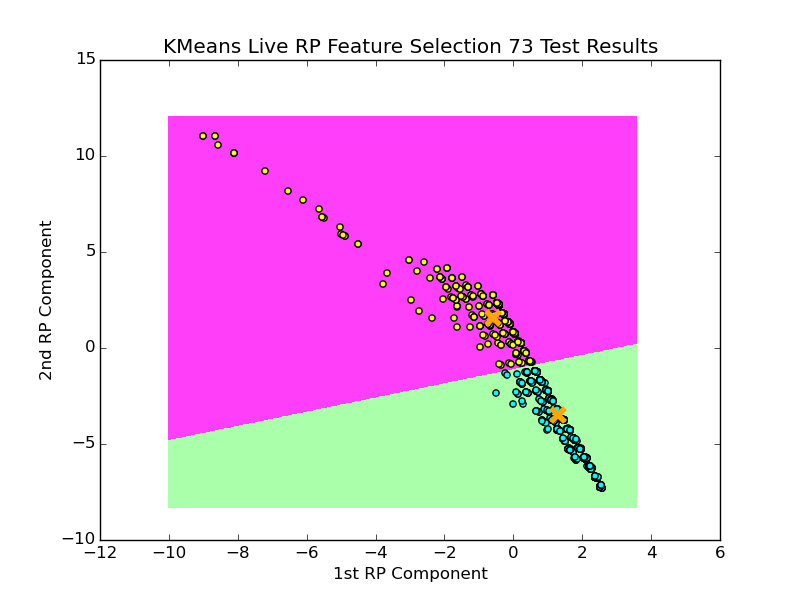 KMeans Live RP Feature Selection 73 Test Results
15
10
5
0
−5
−10
−12 −10 −8 −6 −4 −2 0 2 4 6
2nd RP Component
1st RP Component